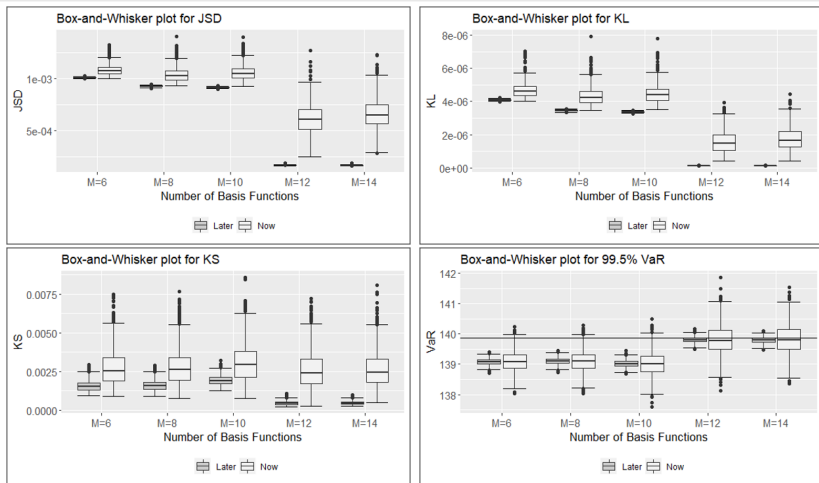 Box-and-Whisker plot for JSD
JSD
1e-03
5e-04
M=6 M=8 M=10 M=12 M=14
Number of Basis Functions
Later Now
Box-and-Whisker plot for KL
KL
8e-06
6e-06
4e-06
2e-06
0e+00
M=6 M=8 M=10 M=12 M=14
Number of Basis Functions
Later Now
Box-and-Whisker plot for KS
KS
0.0075
0.0050
0.0025
0.0000
M=6 M=8 M=10 M=12 M=14
Number of Basis Functions
Later Now
Box-and-Whisker plot for 99.5% VaR
VaR
142
141
140
139
138
M=6 M=8 M=10 M=12 M=14
Number of Basis Functions
Later Now